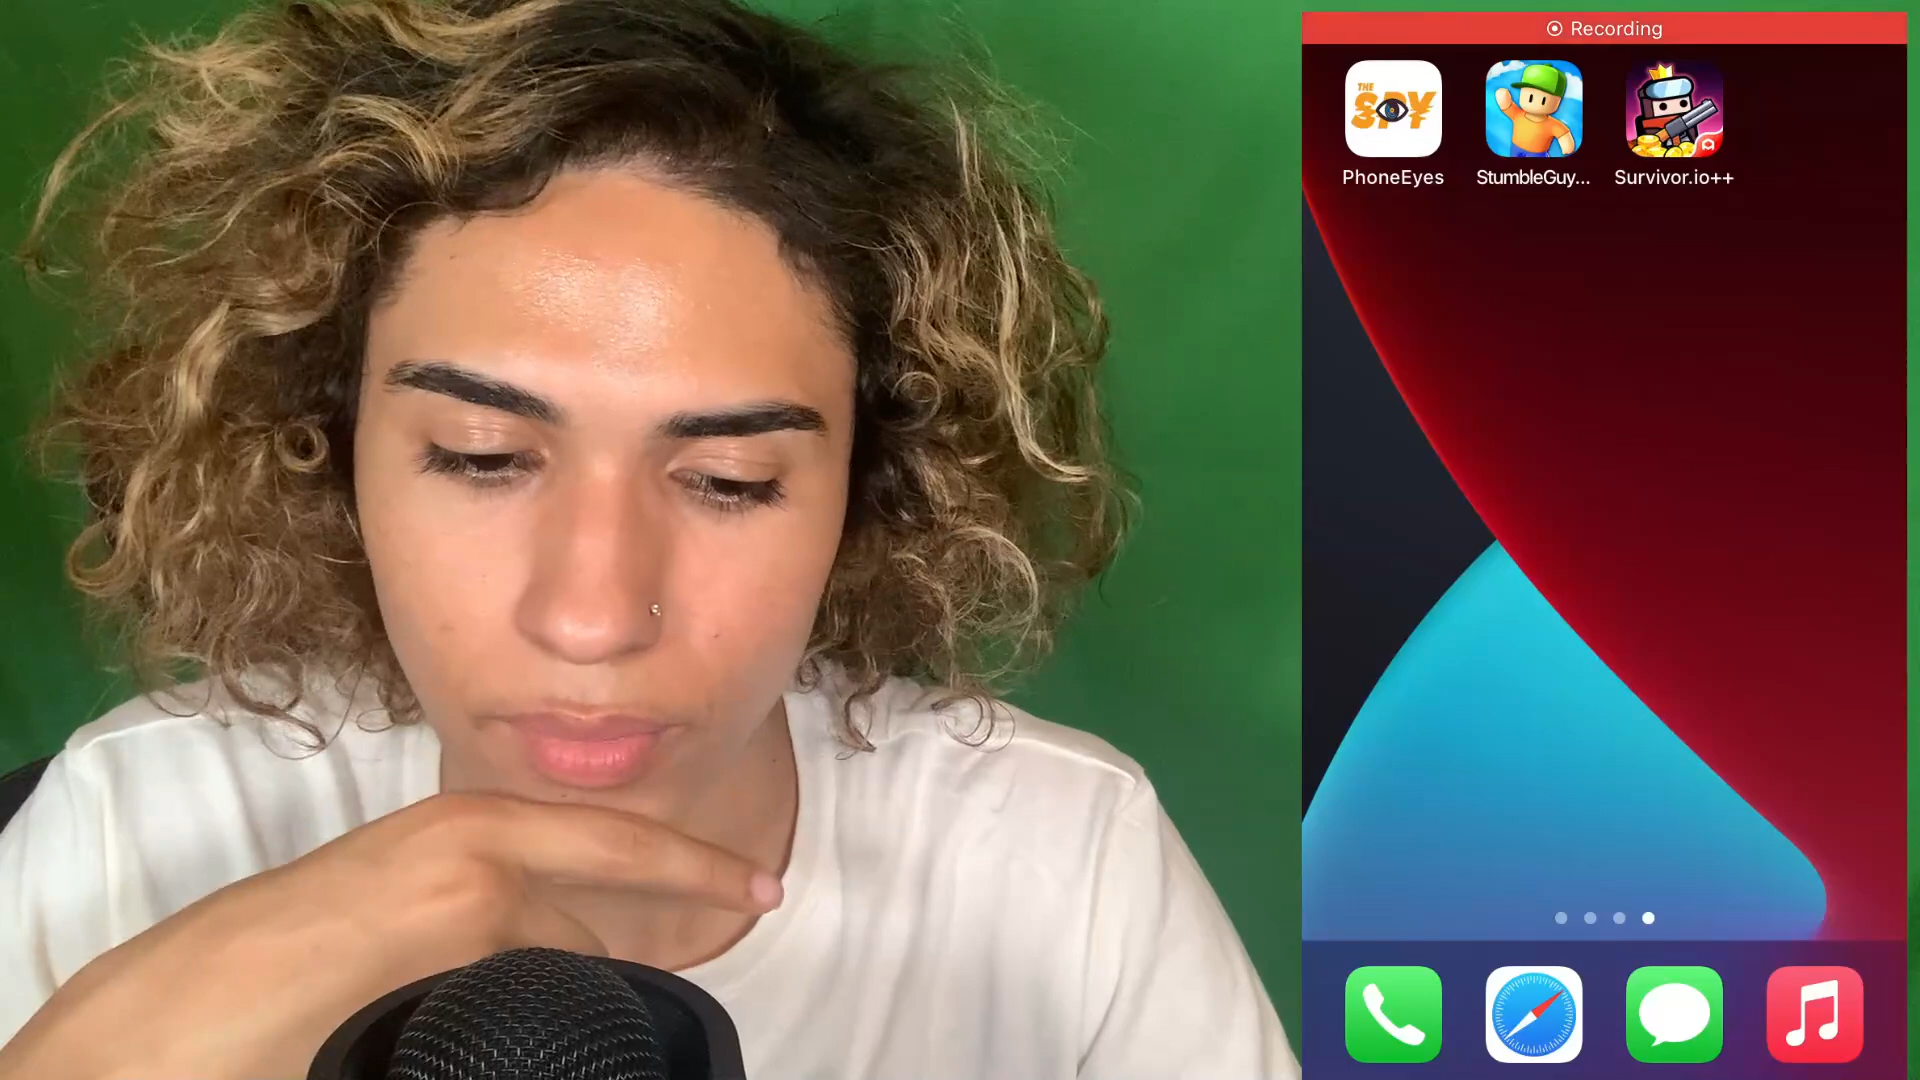 Recording
THE
SPY
PhoneEyes
StumbleGuy...
Survivor.io++